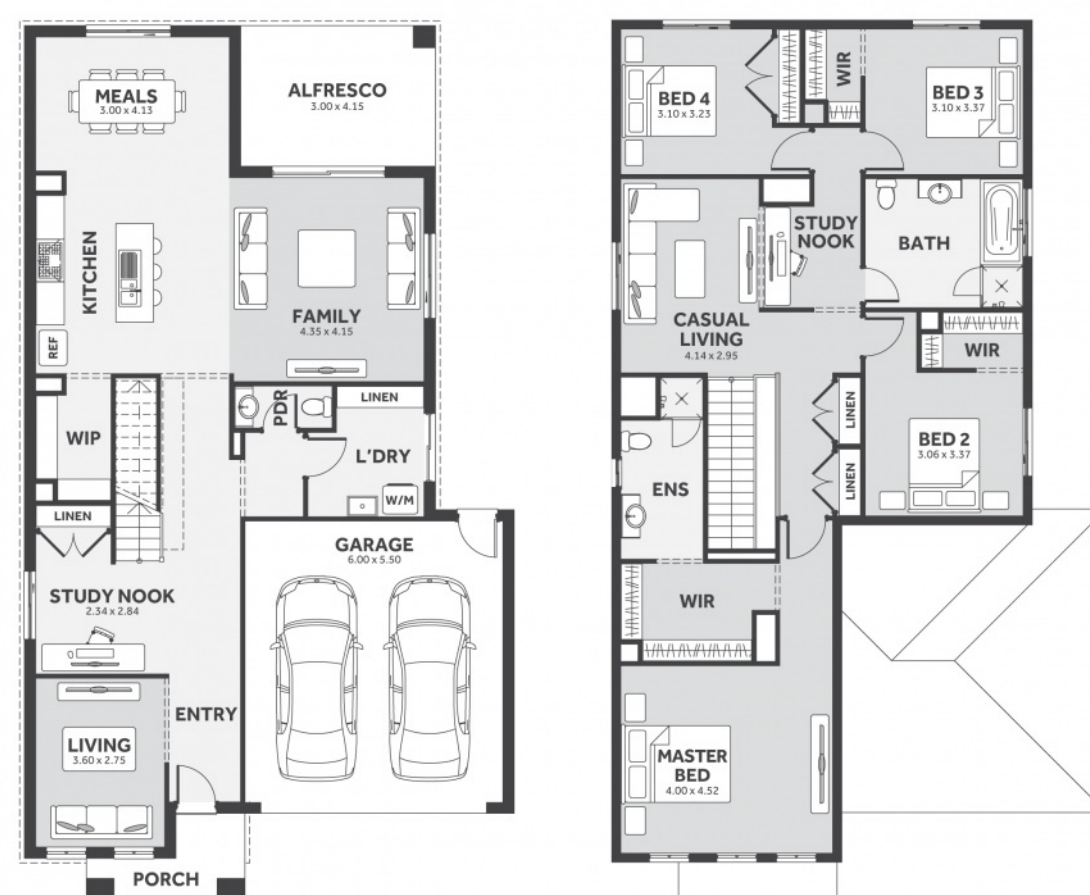 MEALS
3.00 x 4.13
ALFRESCO
3.00 x 4.15
KITCHEN
FAMILY
4.35 x 4.15
REF
PDR
LINEN
WIP
L'DRY
W/M
LINEN
GARAGE
6.00 x 5.50
STUDY NOOK
2.34 x 2.84
ENTRY
LIVING
3.60 x 2.75
PORCH
BED 4
3.10 x 3.23
WIR
BED 3
3.10 x 3.37
STUDY
NOOK
BATH
CASUAL
LIVING
4.14 x 2.95
WIR
LINEN
BED 2
3.06 x 3.37
LINEN
ENS
WIR
MASTER
BED
4.00 x 4.52